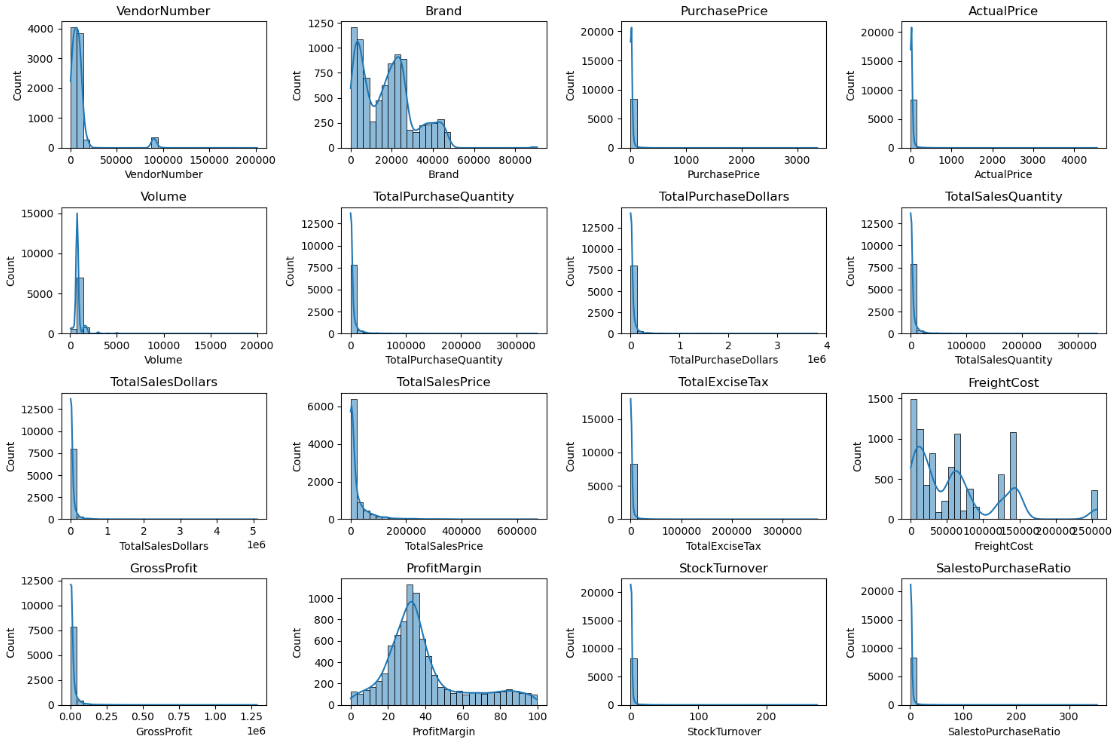 VendorNumber Brand PurchasePrice ActualPrice
Count 4000 3000 2000 1000 0
0 50000 100000 150000 200000
VendorNumber
Count 1250 1000 750 500 250 0
0 20000 40000 60000 80000
Brand
Count 20000 15000 10000 5000 0
0 1000 2000 3000
PurchasePrice
Count 20000 15000 10000 5000 0
0 1000 2000 3000 4000
ActualPrice
Volume TotalPurchaseQuantity TotalPurchaseDollars TotalSalesQuantity
Count 15000 10000 5000 0
0 5000 10000 15000 20000
Volume
Count 12500 10000 7500 5000 2500 0
0 100000 200000 300000
TotalPurchaseQuantity
Count 12500 10000 7500 5000 2500 0
0 1 2 3 4
TotalPurchaseDollars 1e6
Count 12500 10000 7500 5000 2500 0
0 100000 200000 300000
TotalSalesQuantity
TotalSalesDollars TotalSalesPrice TotalExciseTax FreightCost
Count 12500 10000 7500 5000 2500 0
0 1 2 3 4 5
TotalSalesDollars 1e6
Count 6000 4000 2000 0
0 200000 400000 600000
TotalSalesPrice
Count 15000 10000 5000 0
0 100000 200000 300000
TotalExciseTax
Count 1500 1000 500 0
0 50000 100000 150000 200000 250000
FreightCost
GrossProfit ProfitMargin StockTurnover SalestoPurchaseRatio
Count 12500 10000 7500 5000 2500 0
0.00 0.25 0.50 0.75 1.00 1.25
GrossProfit 1e6
Count 1000 800 600 400 200 0
0 20 40 60 80 100
ProfitMargin
Count 20000 15000 10000 5000 0
0 100 200
StockTurnover
Count 20000 15000 10000 5000 0
0 100 200 300
SalestoPurchaseRatio